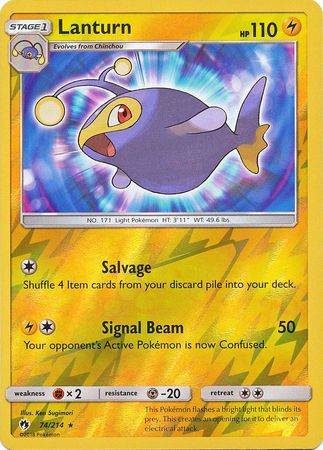 STAGE 1 Lanturn HP 110
Evolves from Chinchou
NO. 171 Light Pokémon HT: 3'11" WT: 49.6 lbs.
Salvage
Shuffle 4 Item cards from your discard pile into your deck.
Signal Beam 50
Your opponent's Active Pokémon is now Confused.
weakness × 2 resistance -20 retreat
Illus. Ken Sugimori
74/214 ★
©2018 Pokémon
This Pokémon flashes a bright light that blinds its
prey. This creates an opening for it to deliver an
electrical attack.